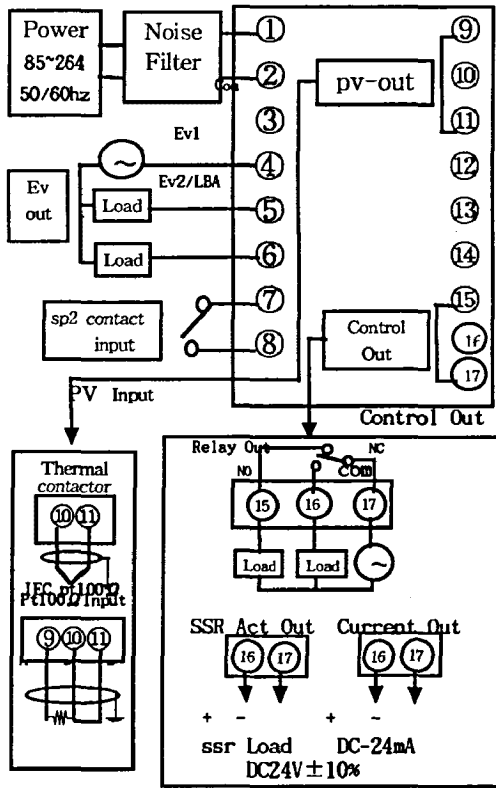 Power
85~264
50/60hz
Noise
Filter
①
②
③
④
⑤
⑥
⑦
⑧
⑨
⑩
⑪
⑫
⑬
⑭
⑮
16
17
pv-out
Com
Ev1
Ev2/LBA
Ev
out
Load
Load
sp2 contact
input
Control
Out
PV Input
Control Out
Thermal
contactor
⑩ ⑪
IEC pt100Ω
Pt100Ω Input
⑨ ⑩ ⑪
Relay Out
NC
NO
COM
15 16 17
Load Load ~
SSR Act Out
Current Out
16 17
16 17
+ −
+ ~
ssr Load
DC-24mA
DC24V±10%